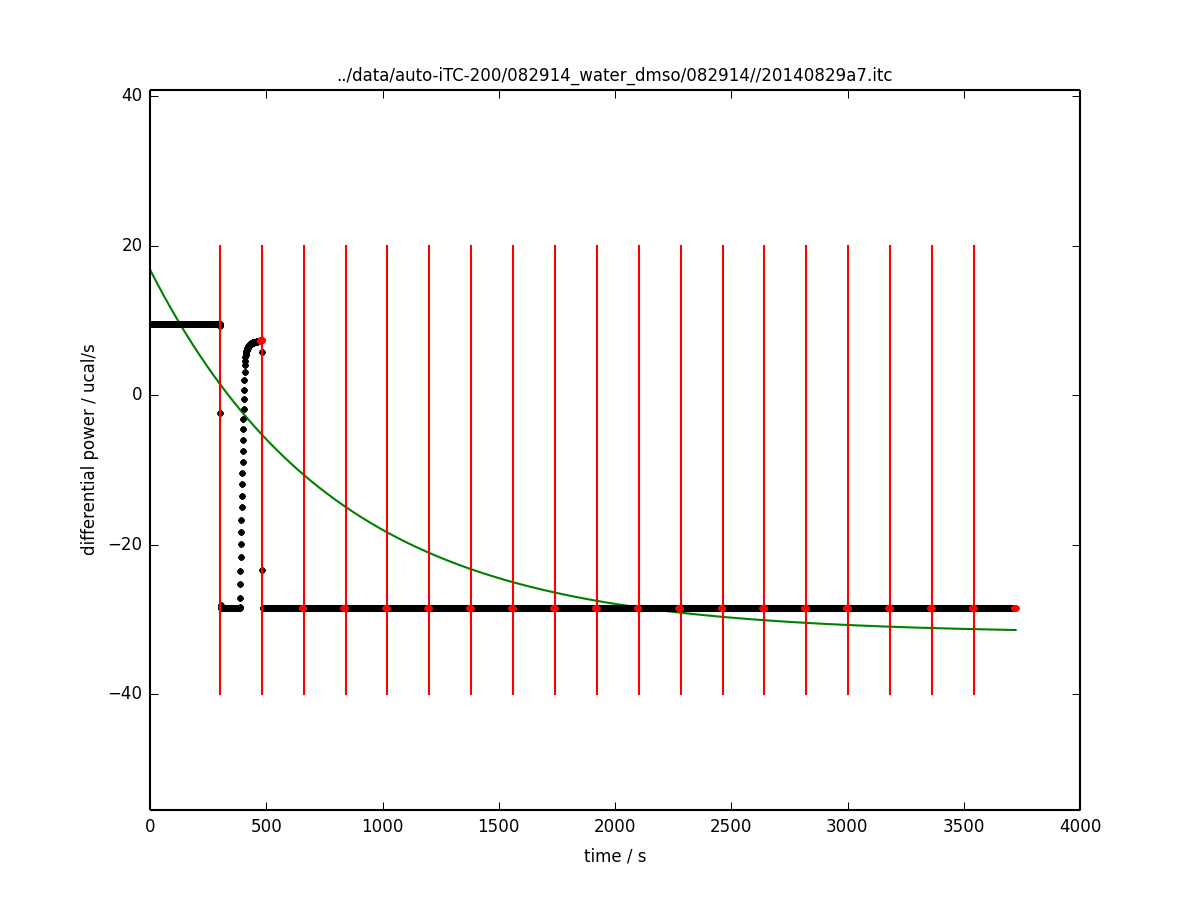 ../data/auto-iTC-200/082914_water_dmso/082914//20140829a7.itc
40
20
0
−20
−40
differential power / ucal/s
0 500 1000 1500 2000 2500 3000 3500 4000
time / s